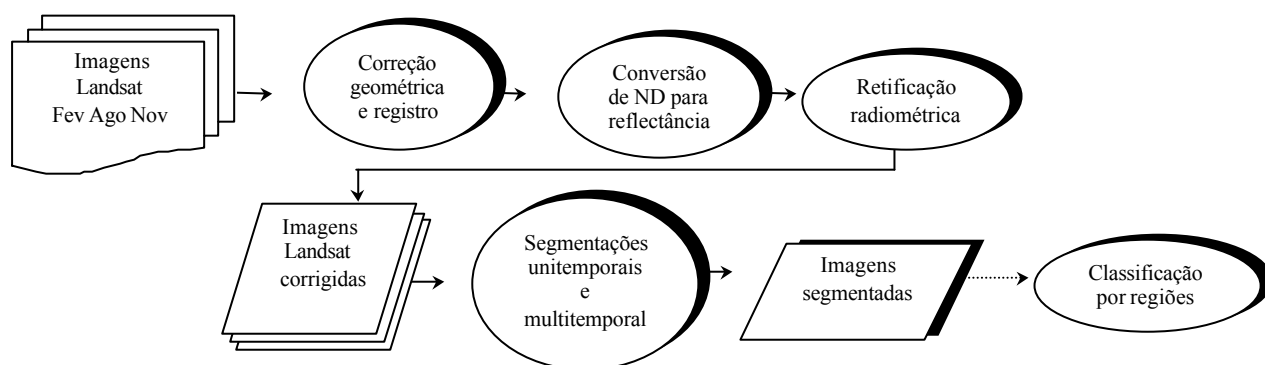 Imagens
Landsat
Fev Ago Nov
Correção
geométrica
e registro
Conversão
de ND para
reflectância
Retificação
radiométrica
Imagens
Landsat
corrigidas
Segmentações
unitemporais
e
multitemporal
Imagens
segmentadas
Classificação
por regiões